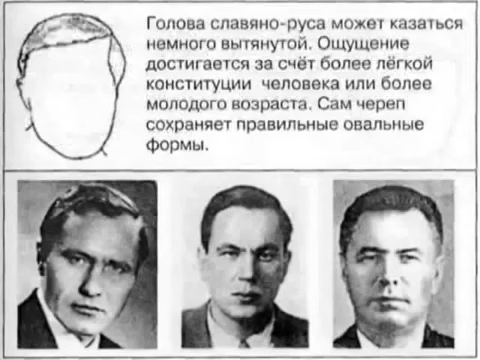 Голова славяно-руса может казаться
немного вытянутой. Ощущение
достигается за счёт более лёгкой
конституции человека или более
молодого возраста. Сам череп
сохраняет правильные овальные
формы.